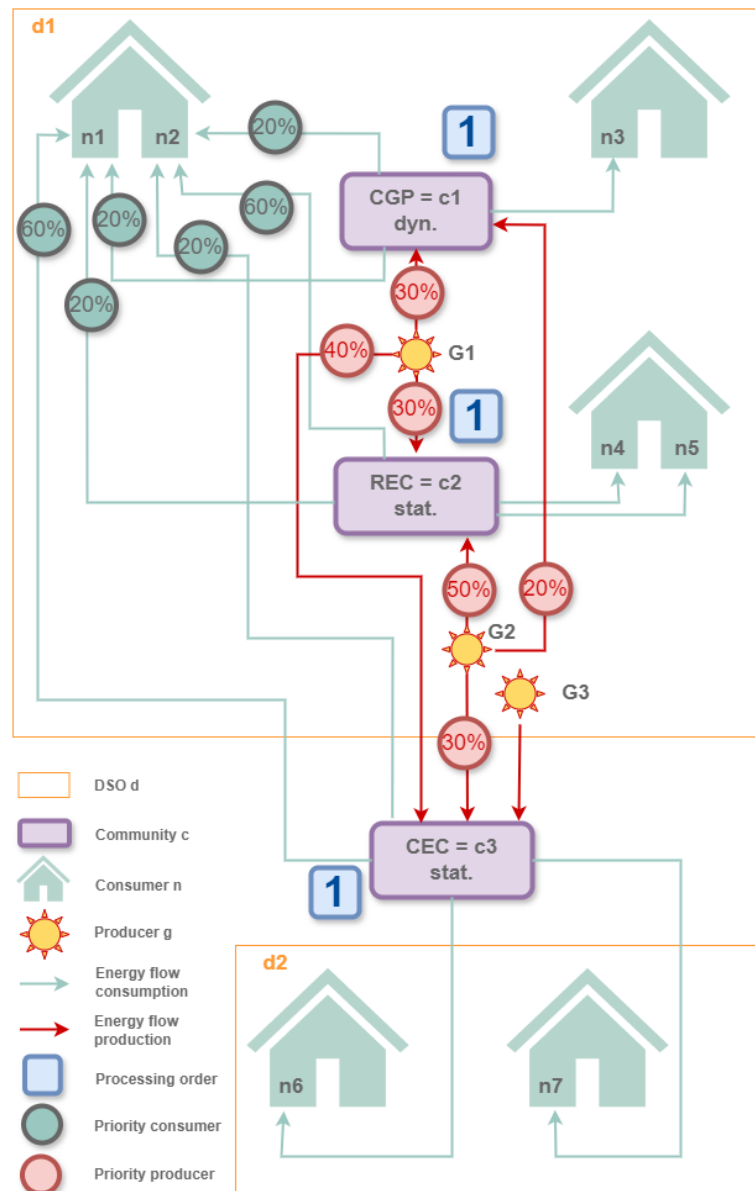 d1
n1
n2
20%
1
n3
20%
60%
CGP = c1
dyn.
60%
20%
20%
30%
40%
G1
30%
1
n4
n5
REC = c2
stat.
50%
20%
G2
G3
30%
DSO d
Community c
CEC = c3
stat.
Consumer n
1
Producer g
d2
Energy flow
consumption
Energy flow
production
Processing order
n6
n7
Priority consumer
Priority producer